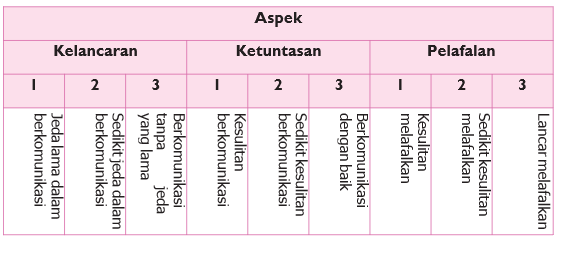 Aspek
Kelancaran Ketuntasan Pelafalan
1 2 3 1 2 3 1 2 3
Jeda lama dalam
berkomunikasi
Sedikit jeda dalam
berkomunikasi
Berkomunikasi
tanpa jeda
yang lama
Kesulitan
berkomunikasi
Sedikit kesulitan
berkomunikasi
Berkomunikasi
dengan baik
Kesulitan
melafalkan
Sedikit kesulitan
melafalkan
Lancar melafalkan